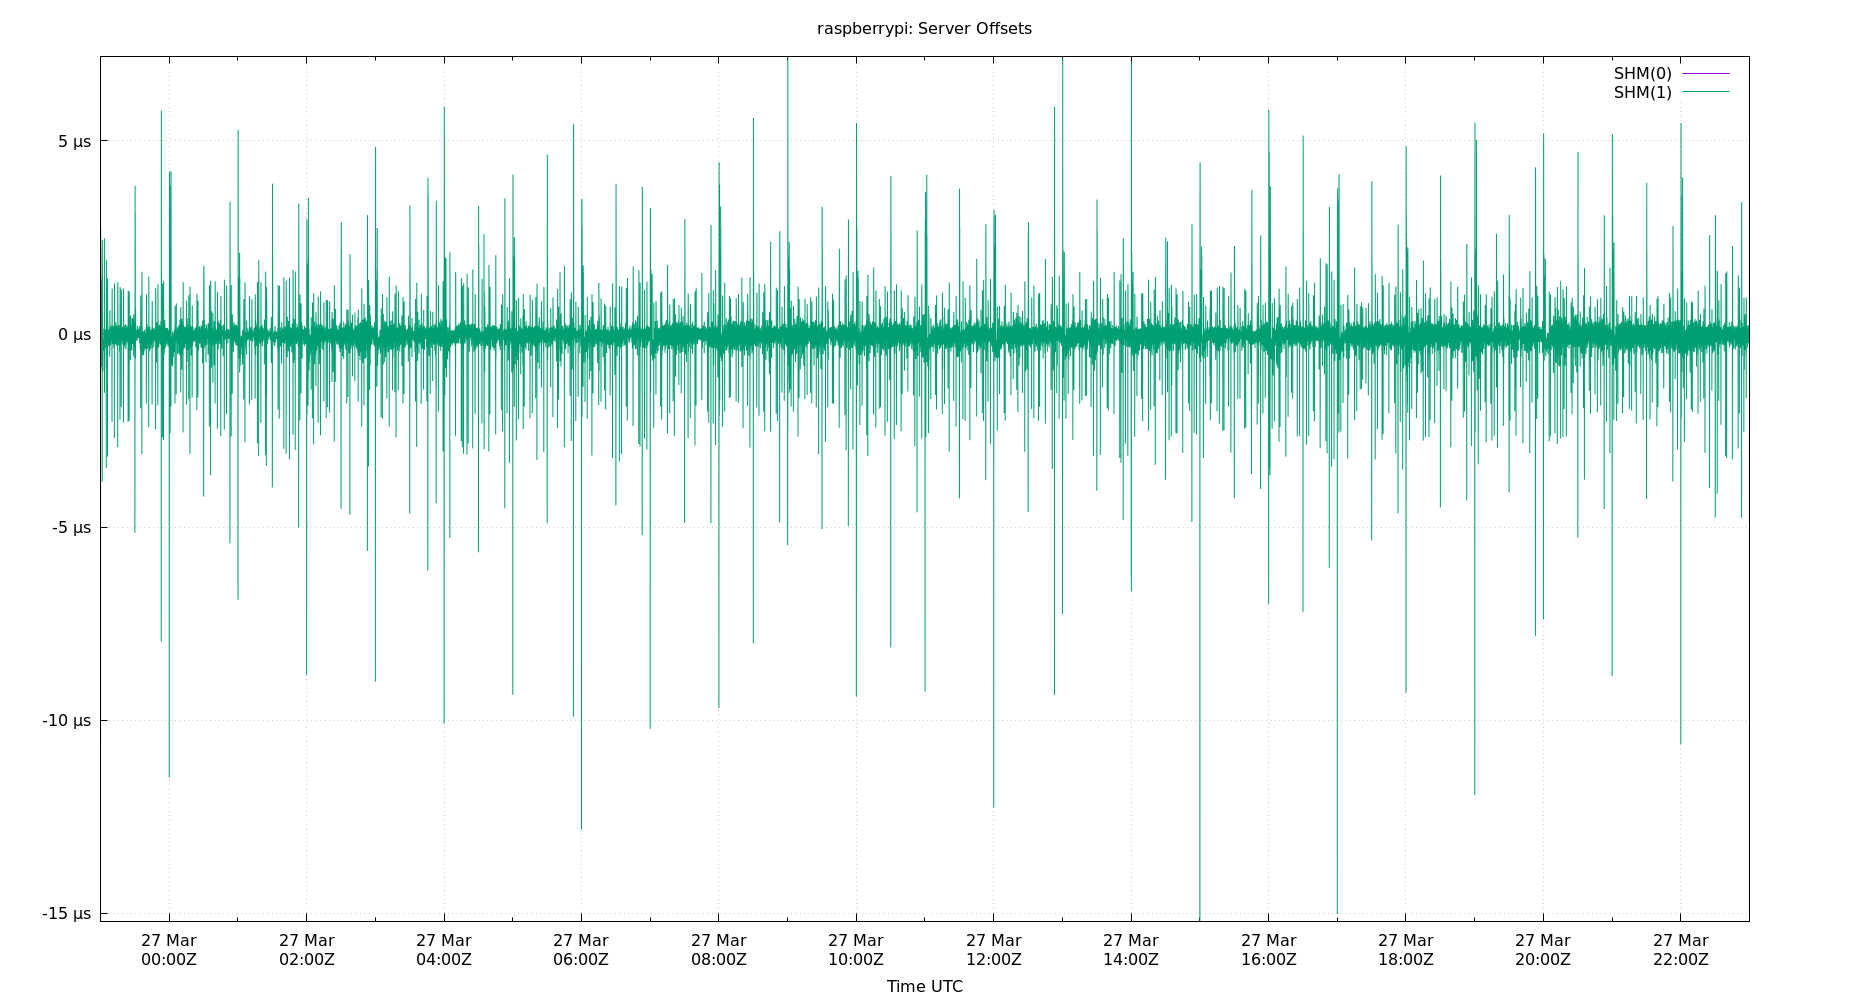 raspberrypi: Server Offsets
SHM(0)
SHM(1)
5 µs
0 µs
-5 µs
-10 µs
-15 µs
27 Mar 27 Mar 27 Mar 27 Mar 27 Mar 27 Mar 27 Mar 27 Mar 27 Mar 27 Mar 27 Mar 27 Mar
00:00Z 02:00Z 04:00Z 06:00Z 08:00Z 10:00Z 12:00Z 14:00Z 16:00Z 18:00Z 20:00Z 22:00Z
Time UTC